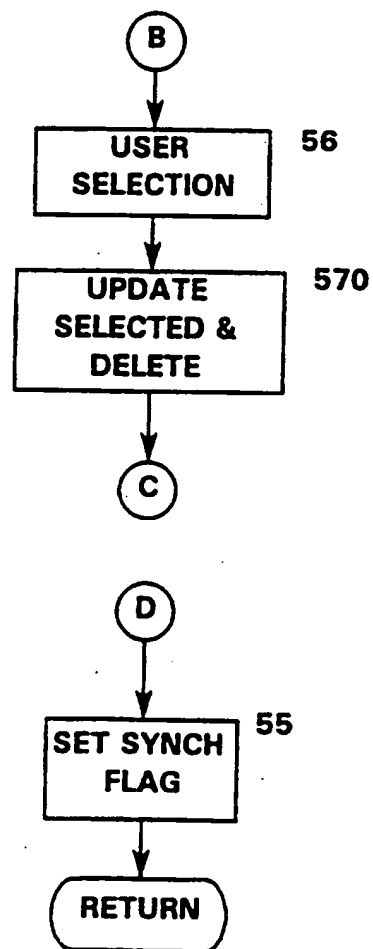 B
USER
SELECTION
56
UPDATE
SELECTED &
DELETE
570
C
D
SET SYNCH
FLAG
55
RETURN